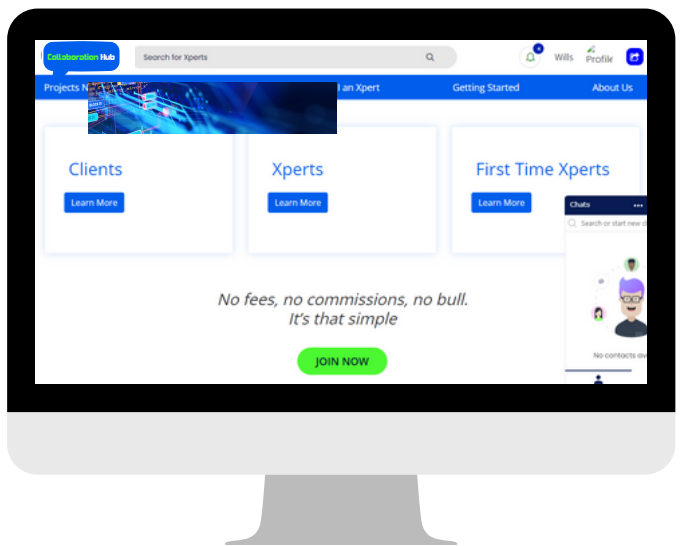 Collaboration Hub
Search for Xperts
4
Wills
Profile
Projects
an Xpert
Getting Started
About Us
Clients
Learn More
Xperts
Learn More
First Time Xperts
Learn More
Chats
Search or start new
No contacts
No fees, no commissions, no bull.
It's that simple
JOIN NOW